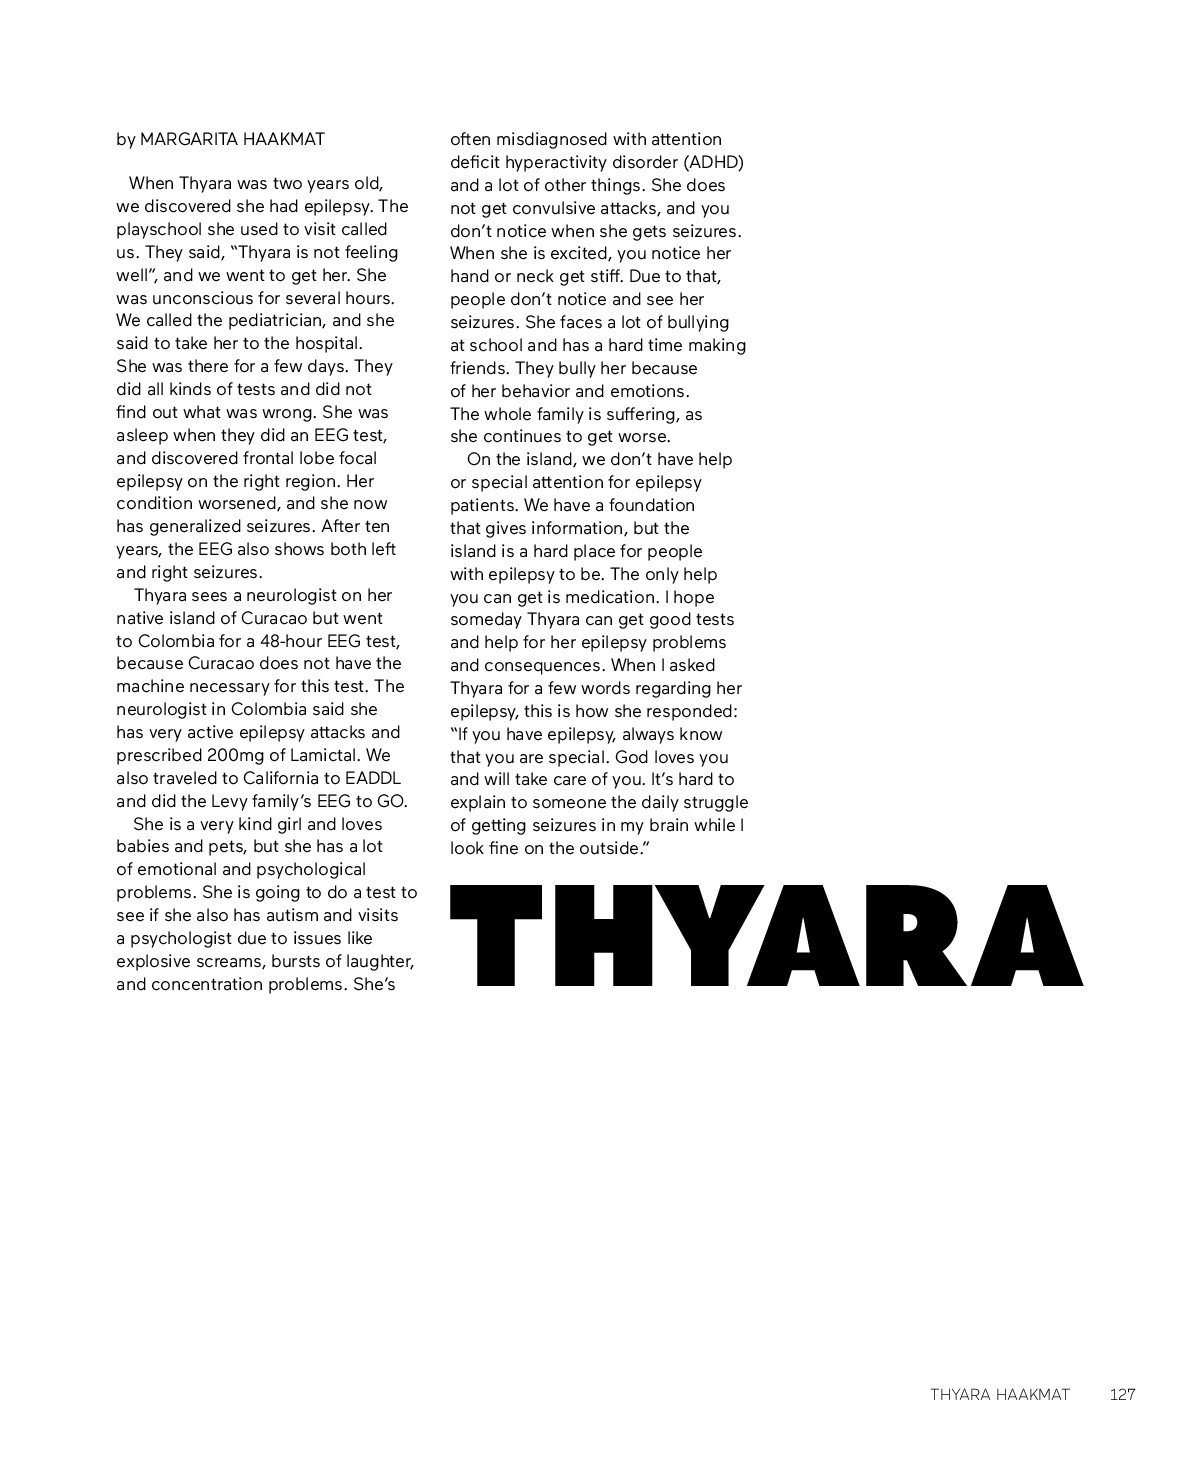 by MARGARITA HAAKMAT
When Thyara was two years old,
we discovered she had epilepsy. The
playschool she used to visit called
us. They said, “Thyara is not feeling
well”, and we went to get her. She
was unconscious for several hours.
We called the pediatrician, and she
said to take her to the hospital.
She was there for a few days. They
did all kinds of tests and did not
find out what was wrong. She was
asleep when they did an EEG test,
and discovered frontal lobe focal
epilepsy on the right region. Her
condition worsened, and she now
has generalized seizures. After ten
years, the EEG also shows both left
and right seizures.
Thyara sees a neurologist on her
native island of Curacao but went
to Colombia for a 48-hour EEG test,
because Curacao does not have the
machine necessary for this test. The
neurologist in Colombia said she
has very active epilepsy attacks and
prescribed 200mg of Lamictal. We
also traveled to California to EADDL
and did the Levy family’s EEG to GO.
She is a very kind girl and loves
babies and pets, but she has a lot
of emotional and psychological
problems. She is going to do a test to
see if she also has autism and visits
a psychologist due to issues like
explosive screams, bursts of laughter,
and concentration problems. She’s
often misdiagnosed with attention
deficit hyperactivity disorder (ADHD)
and a lot of other things. She does
not get convulsive attacks, and you
don’t notice when she gets seizures.
When she is excited, you notice her
hand or neck get stiff. Due to that,
people don’t notice and see her
seizures. She faces a lot of bullying
at school and has a hard time making
friends. They bully her because
of her behavior and emotions.
The whole family is suffering, as
she continues to get worse.
On the island, we don’t have help
or special attention for epilepsy
patients. We have a foundation
that gives information, but the
island is a hard place for people
with epilepsy to be. The only help
you can get is medication. I hope
someday Thyara can get good tests
and help for her epilepsy problems
and consequences. When I asked
Thyara for a few words regarding her
epilepsy, this is how she responded:
“If you have epilepsy, always know
that you are special. God loves you
and will take care of you. It’s hard to
explain to someone the daily struggle
of getting seizures in my brain while I
look fine on the outside.”
THYARA
THYARA HAAKMAT 127